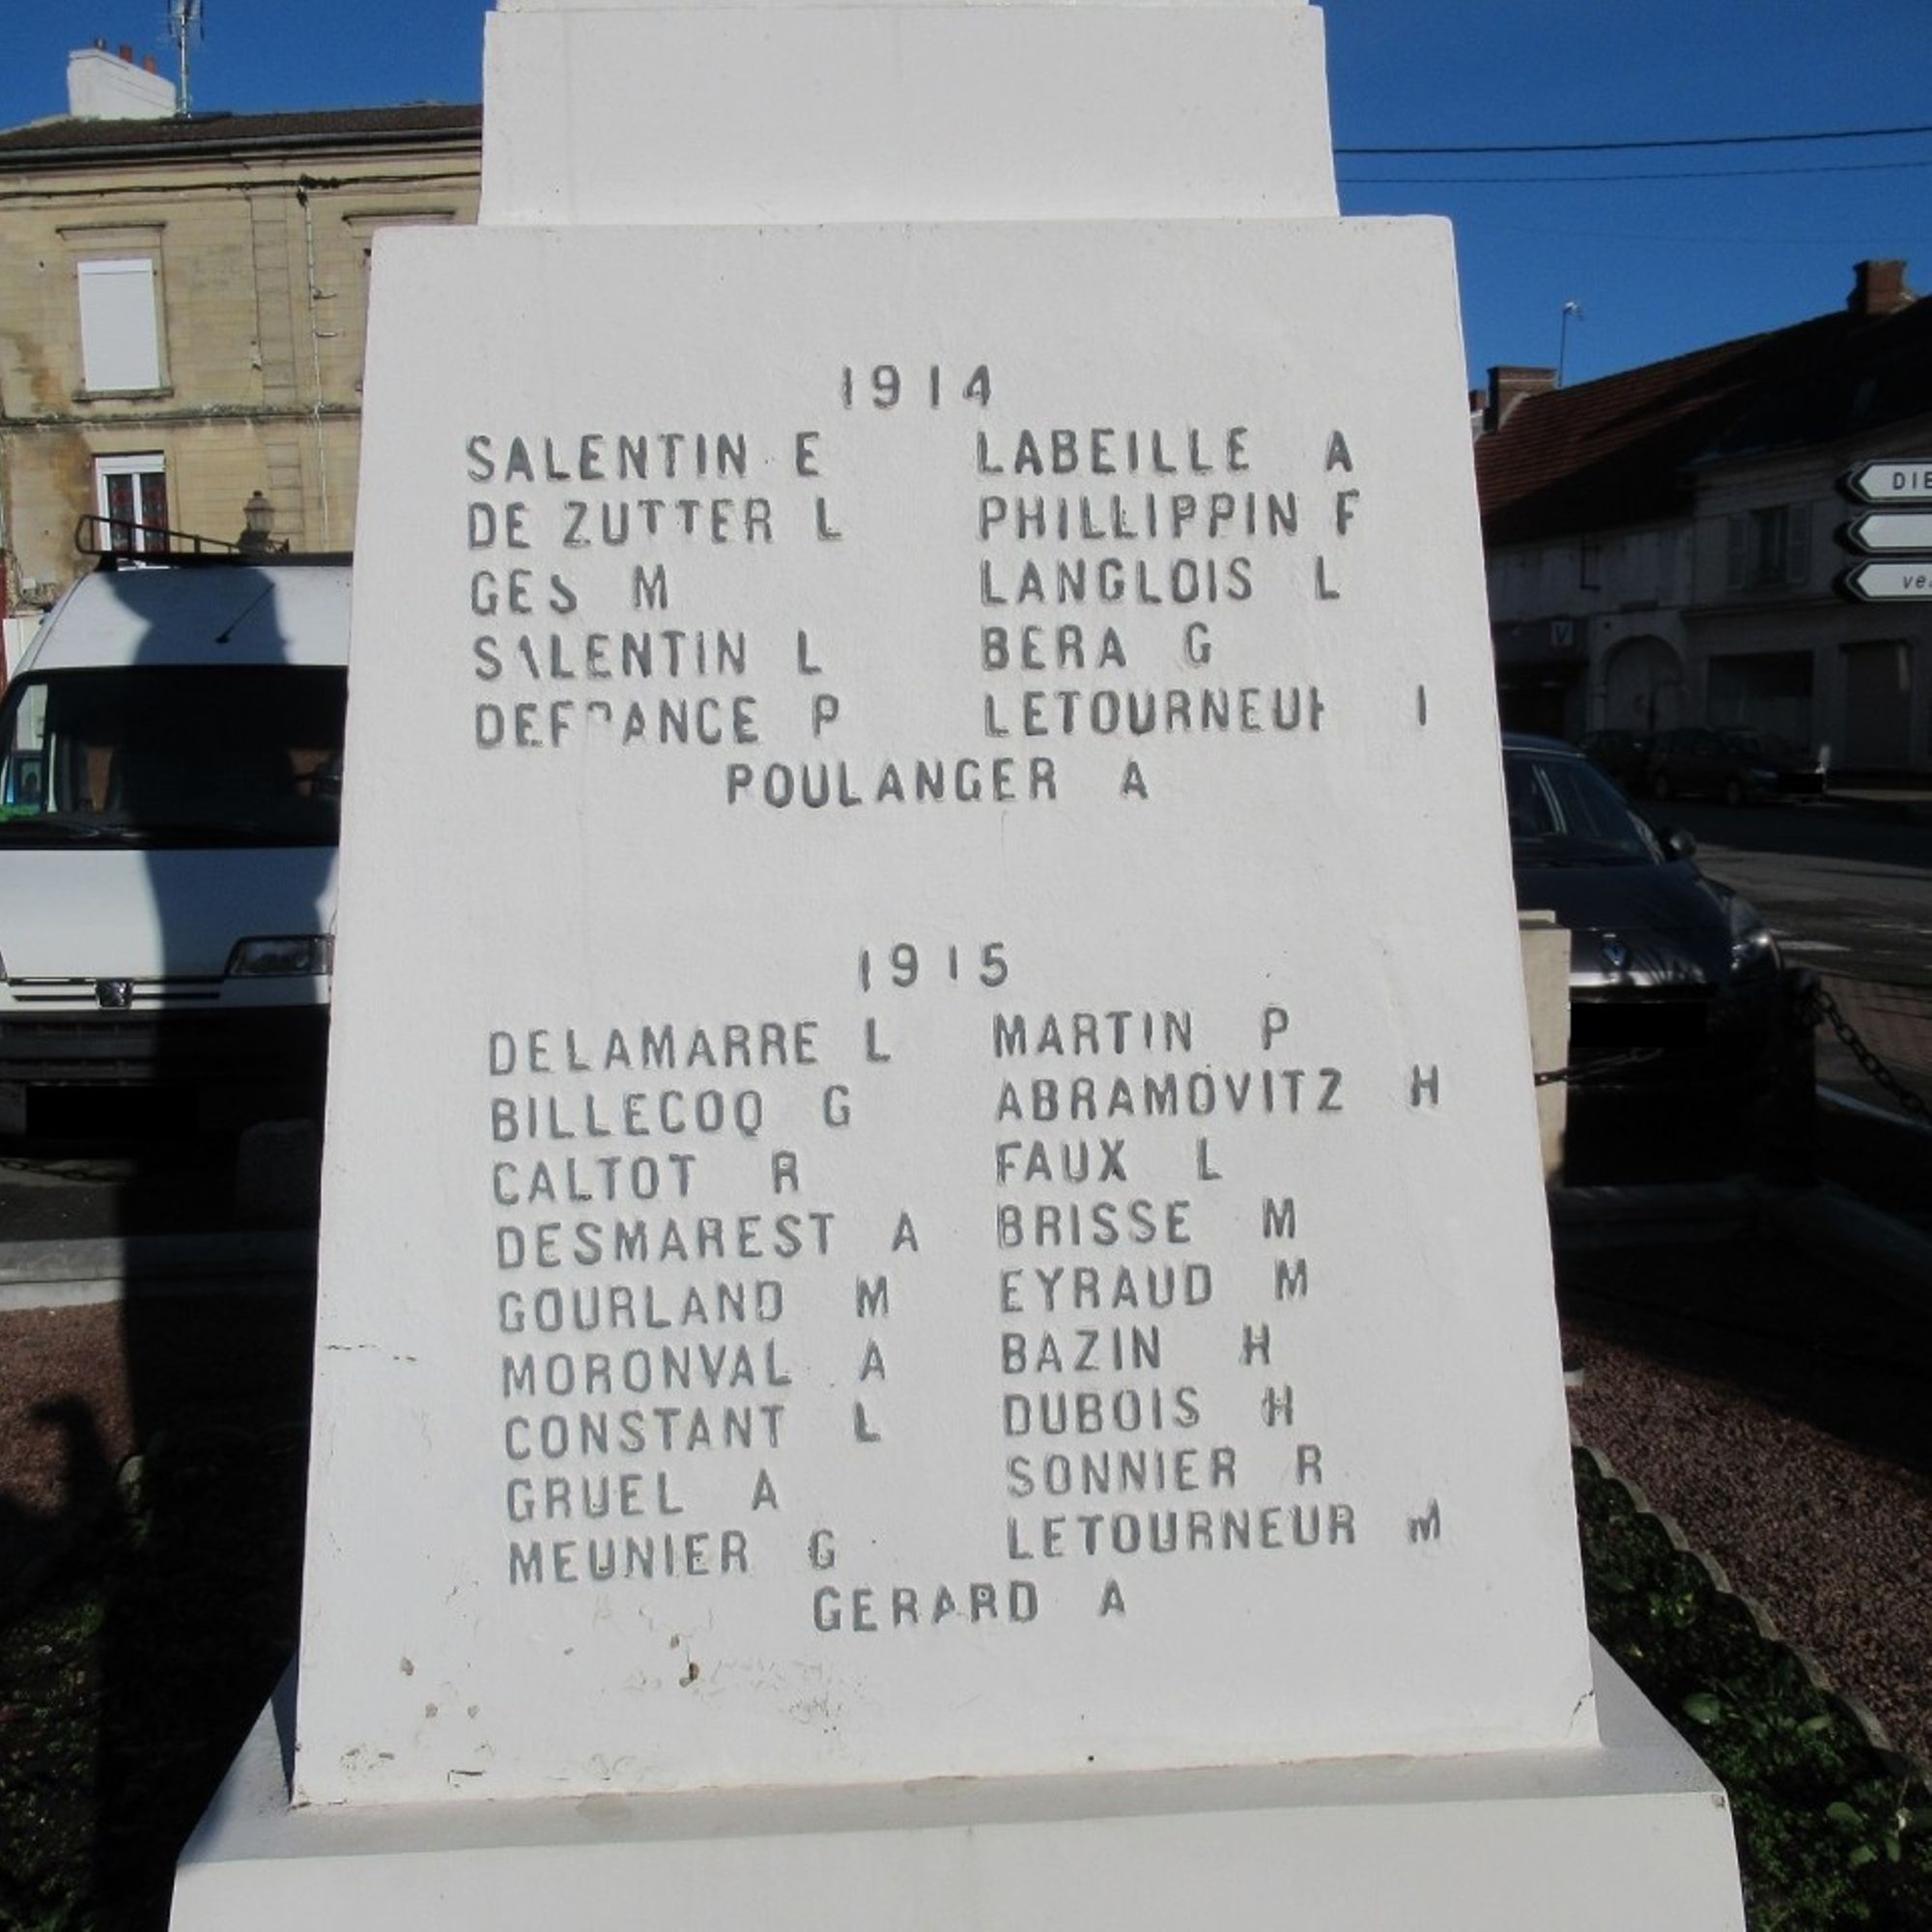 1914
SALENTIN E LABEILLE A
DE ZUTTER L PHILLIPPIN F
GES M LANGLOIS L
SALENTIN L BERA G
DEFRANCE P LETOURNEUR I
POULANGER A
1915
DELAMARRE L MARTIN P
BILLECOQ G ABRAMOVITZ H
CALTOT R FAUX L
DESMAREST A BRISSE M
GOURLAND M EYRAUD M
MORONVAL A BAZIN H
CONSTANT L DUBOIS H
GRUEL A SONNIER R
MEUNIER G LETOURNEUR M
GERARD A